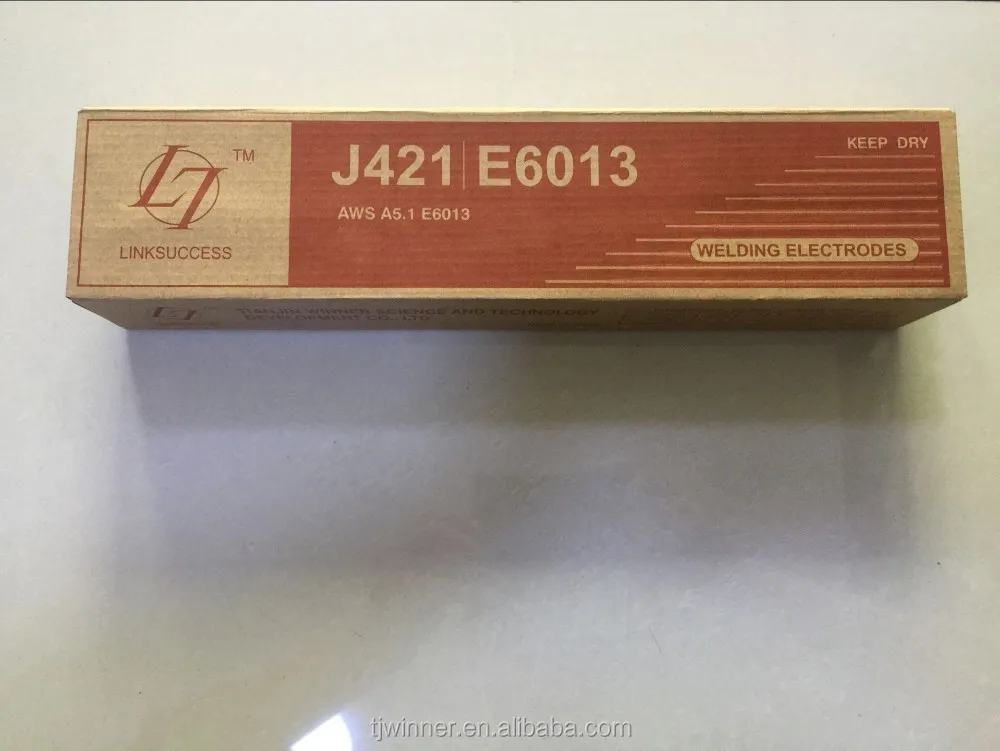 LINKSUCCESS
TM
J421 E6013
AWS A5.1 E6013
KEEP DRY
WELDING ELECTRODES
TIANJIN WINNER SCIENCE AND TECHNOLOGY
DEVELOPMENT CO., LTD
tjwinner.en.alibaba.com